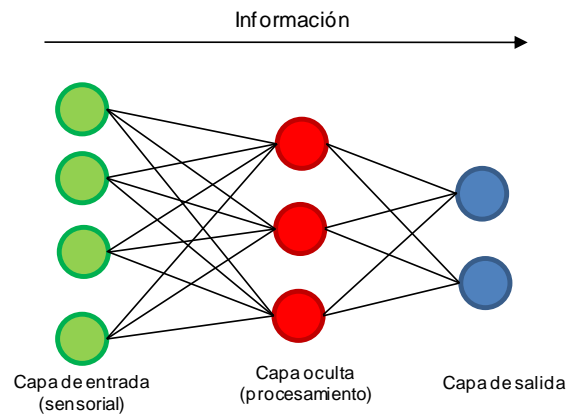 Información
Capa de entrada
(sensorial)
Capa oculta
(procesamiento)
Capa de salida